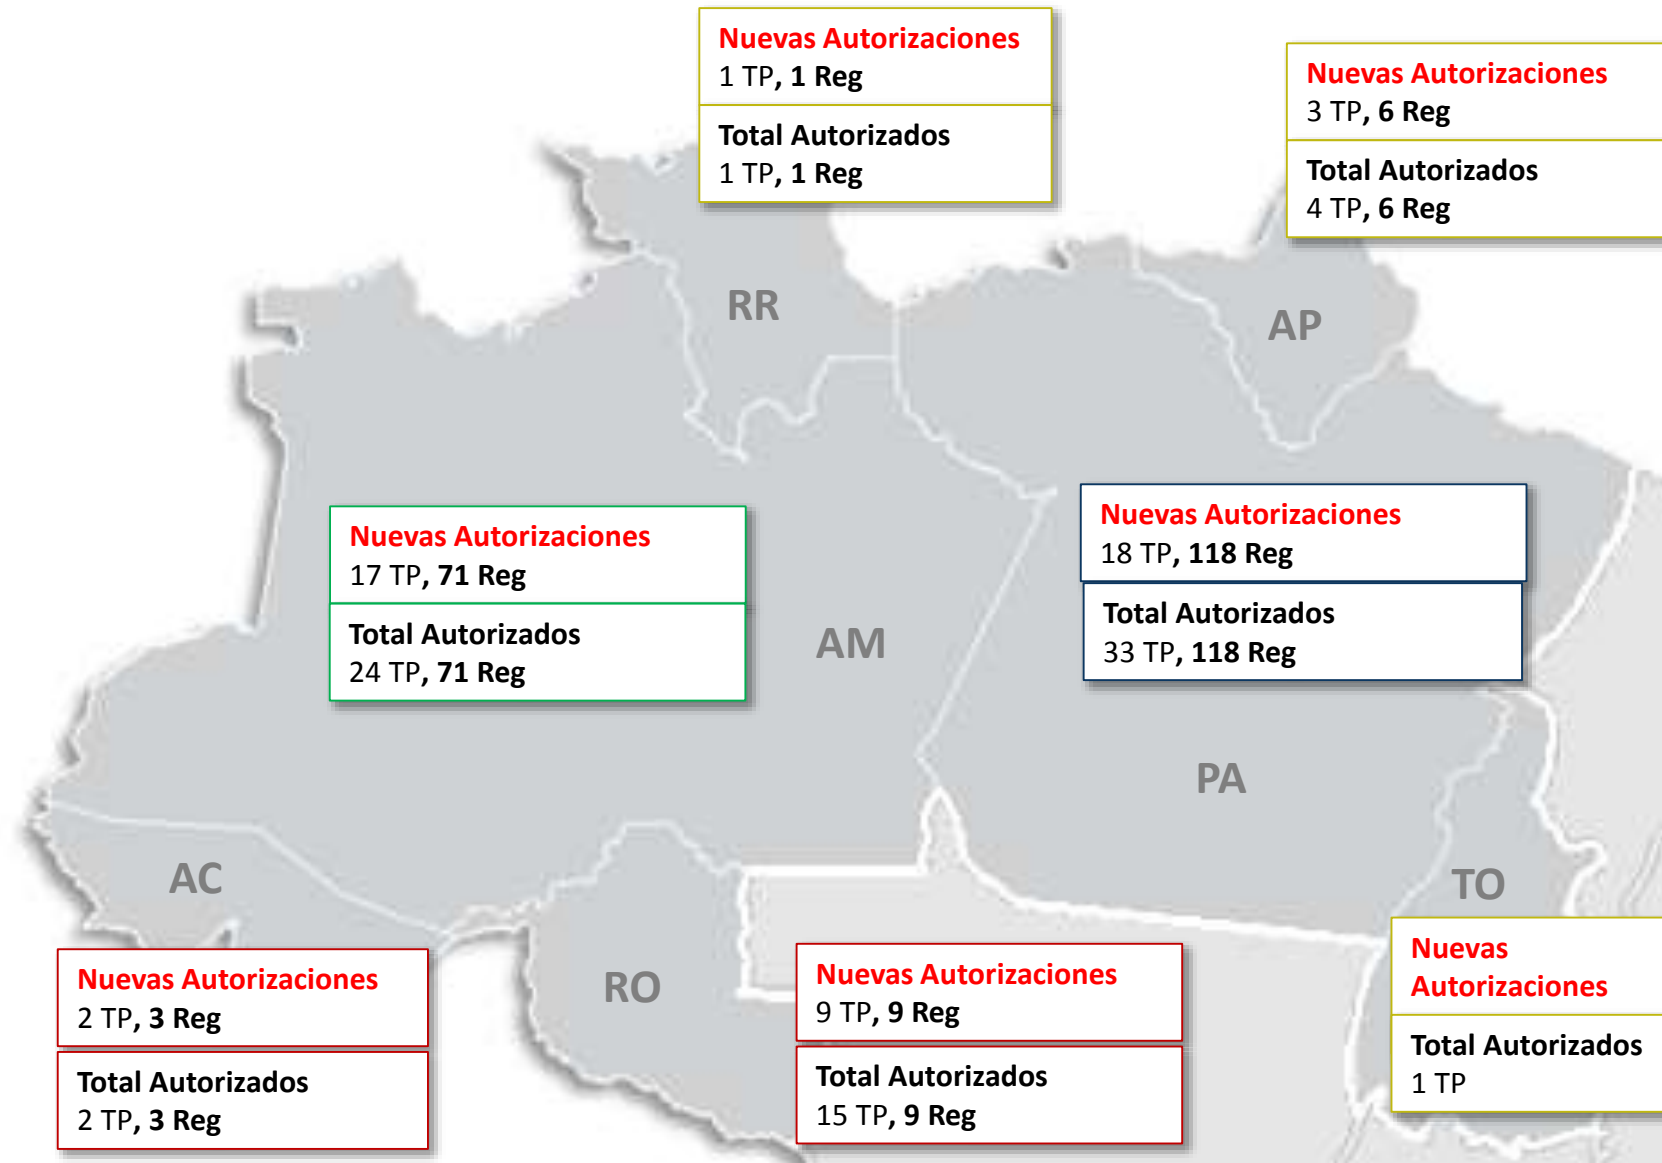 Nuevas Autorizaciones
1 TP, 1 Reg
Total Autorizados
1 TP, 1 Reg
Nuevas Autorizaciones
3 TP, 6 Reg
Total Autorizados
4 TP, 6 Reg
RR
AP
Nuevas Autorizaciones
17 TP, 71 Reg
Total Autorizados
24 TP, 71 Reg
AM
Nuevas Autorizaciones
18 TP, 118 Reg
Total Autorizados
33 TP, 118 Reg
PA
AC
TO
Nuevas Autorizaciones
2 TP, 3 Reg
Total Autorizados
2 TP, 3 Reg
RO
Nuevas Autorizaciones
9 TP, 9 Reg
Total Autorizados
15 TP, 9 Reg
Nuevas
Autorizaciones
Total Autorizados
1 TP